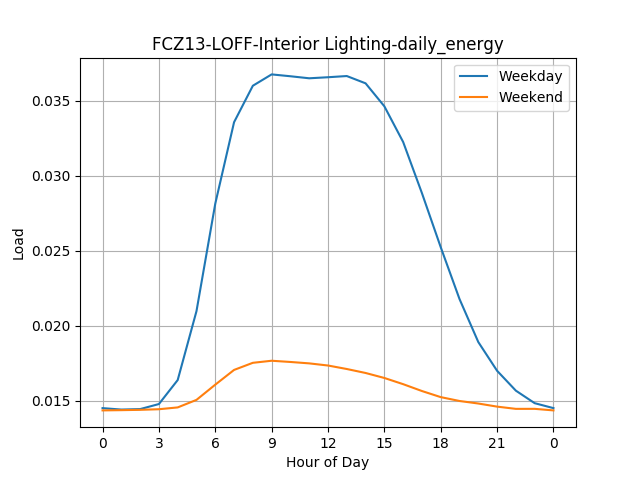 FCZ13-LOFF-Interior Lighting-daily_energy
Weekday
Weekend
Load
0.035
0.030
0.025
0.020
0.015
0 3 6 9 12 15 18 21 0
Hour of Day